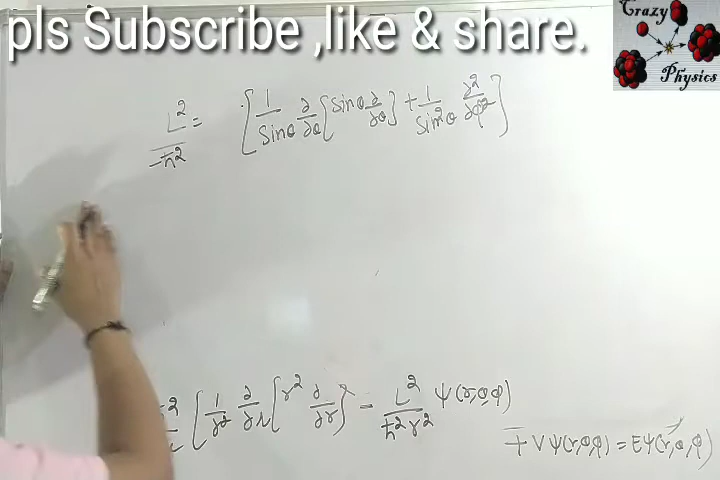 pls Subscribe ,like & share.
Crazy
Physics
L²/-ħ² = [1/Sinθ ∂/∂θ {sinθ ∂/∂θ} + 1/Sin²θ ∂²/∂φ²]
[1/r² ∂/∂r {r² ∂/∂r} - L²/ħ²r² ψ(r,θ,φ)
+ V ψ(r,θ,φ) = E ψ(r,θ,φ)